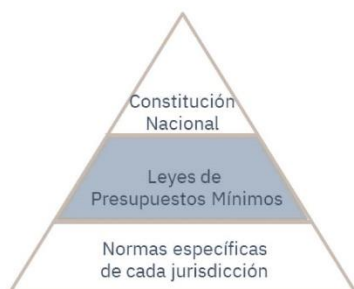 Constitución
Nacional
Leyes de
Presupuestos Mínimos
Normas específicas
de cada jurisdicción